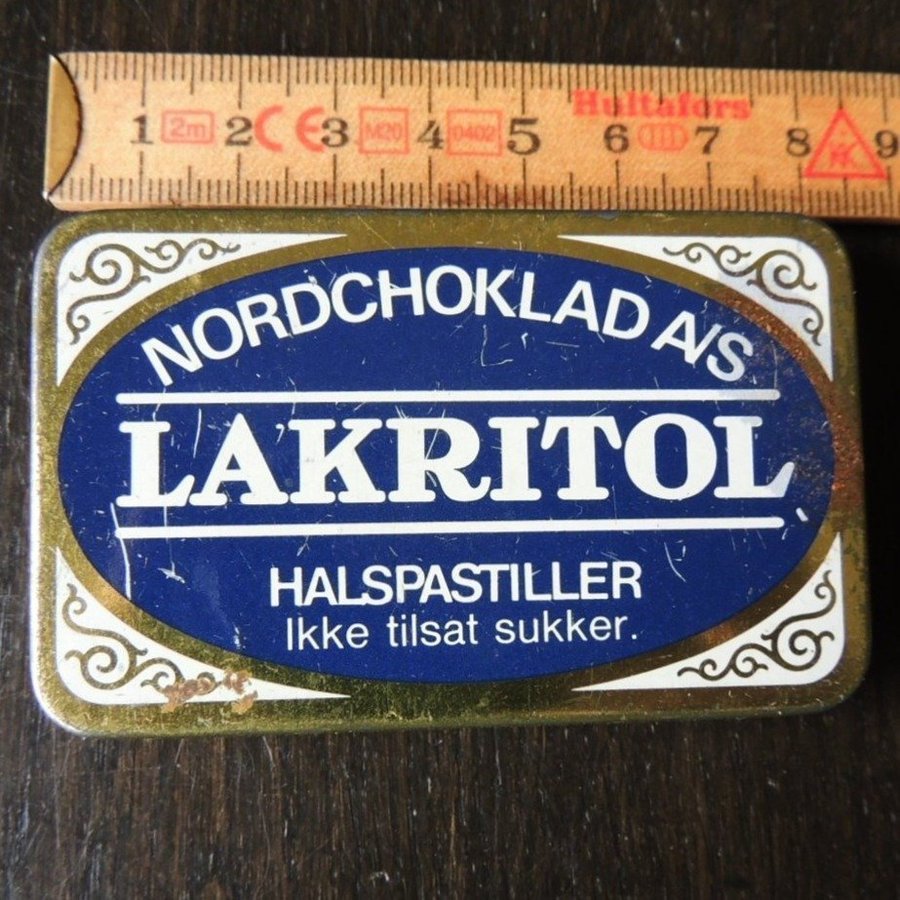 Hultafors
1 2m 2 CE 3 M20 4 0402 5 6 7 8 9
NORDCHOKLAD A/S
LAKRITOL
HALSPASTILLER
Ikke tilsat sukker.